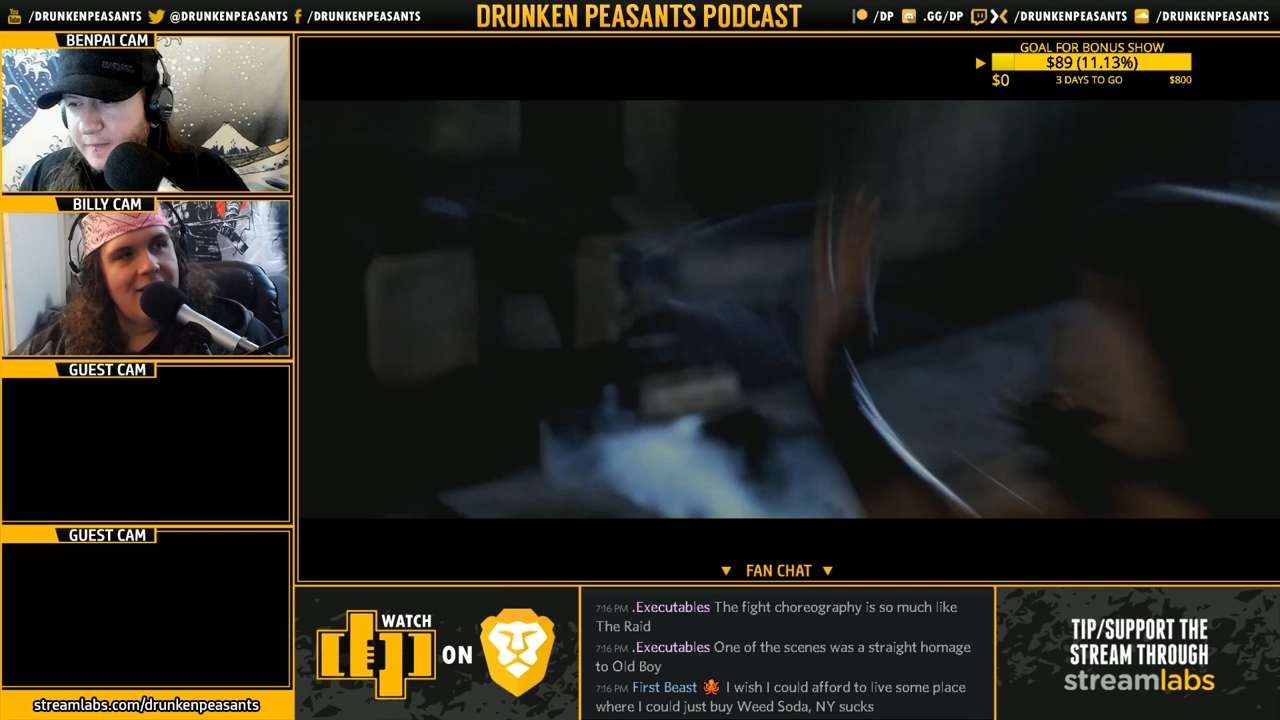 /DRUNKENPEASANTS @DRUNKENPEASANTS /DRUNKENPEASANTS
DRUNKEN PEASANTS PODCAST
/DP .GG/DP /DRUNKENPEASANTS /DRUNKENPEASANTS
BENPAI CAM
BILLY CAM
GUEST CAM
GUEST CAM
streamlabs.com/drunkenpeasants
GOAL FOR BONUS SHOW
$89 (11.13%)
$0 3 DAYS TO GO $800
FAN CHAT
WATCH
ON
7:16 PM .Executables The fight choreography is so much like
The Raid
7:16 PM .Executables One of the scenes was a straight homage
to Old Boy
7:16 PM First Beast 🐙 I wish I could afford to live some place
where I could just buy Weed Soda, NY sucks
TIP/SUPPORT THE
STREAM THROUGH
streamlabs